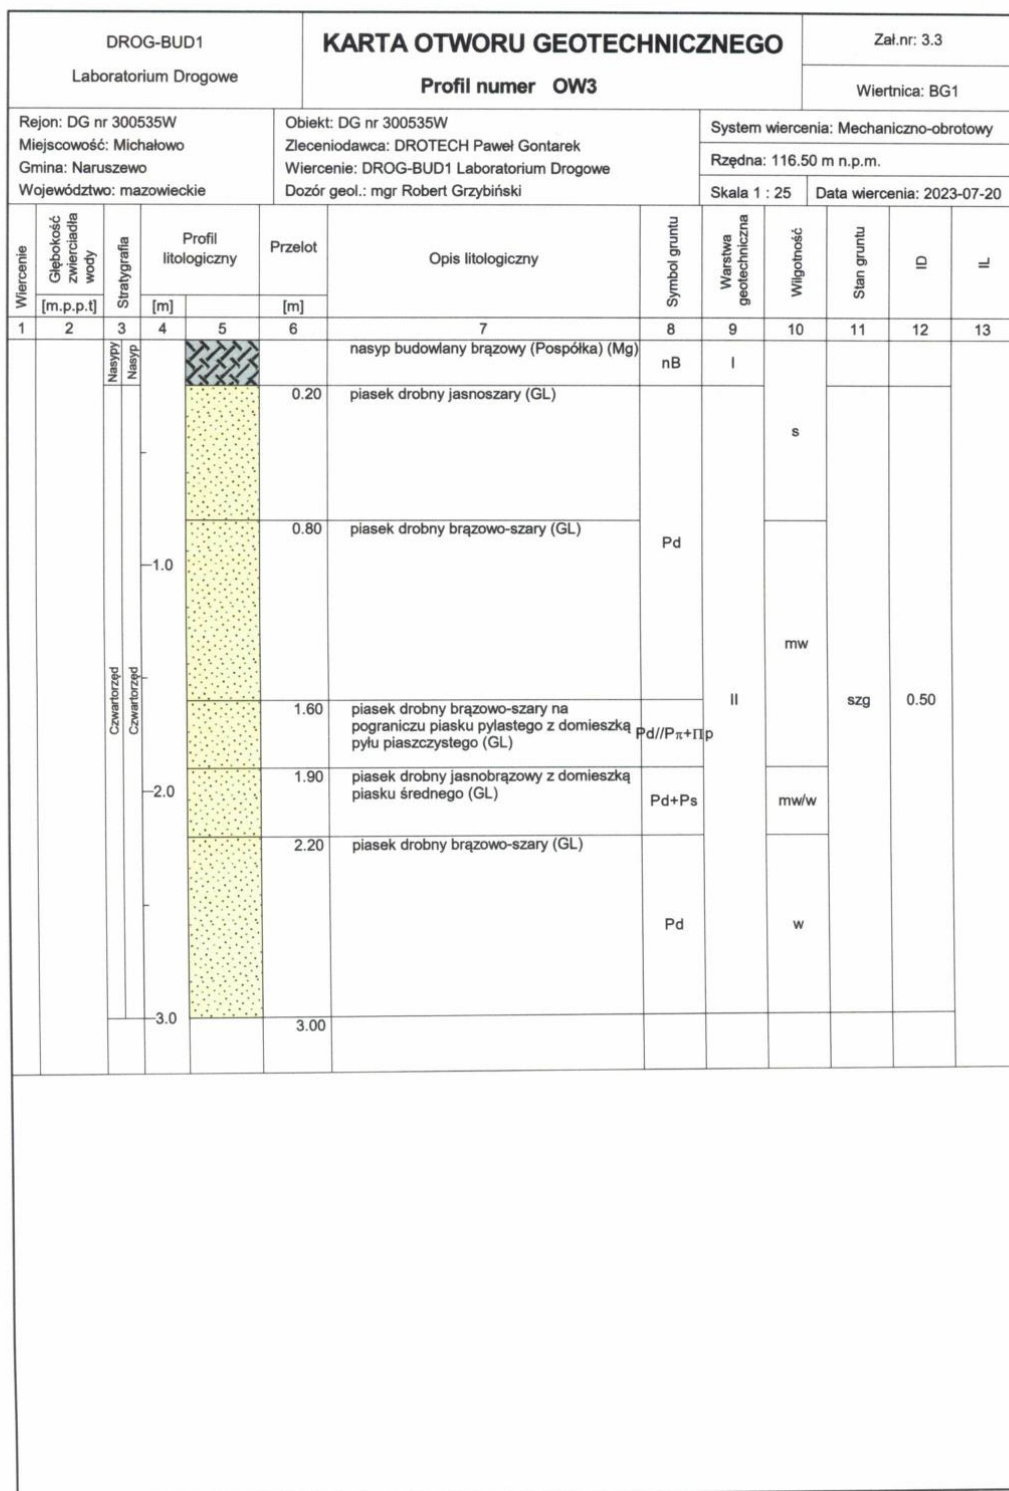 DROG-BUD1
Laboratorium Drogowe
KARTA OTWORU GEOTECHNICZNEGO
Profil numer OW3
Zał.nr: 3.3
Wiertnica: BG1
Rejon: DG nr 300535W
Miejscowość: Michałowo
Gmina: Naruszewo
Województwo: mazowieckie
Obiekt: DG nr 300535W
Zleceniodawca: DROTECH Paweł Gontarek
Wiercenie: DROG-BUD1 Laboratorium Drogowe
Dozór geol.: mgr Robert Grzybiński
System wiercenia: Mechaniczno-obrotowy
Rzędna: 116.50 m n.p.m.
Skala 1 : 25
Data wiercenia: 2023-07-20
Wiercenie
Głębokość
zwierciadła
wody
[m.p.p.t]
Stratygrafia
Profil
litologiczny
[m]
Przelot
[m]
Opis litologiczny
Symbol gruntu
Warstwa
geotechniczna
Wilgotność
Stan gruntu
ID
IL
1 2 3 4 5 6 7 8 9 10 11 12 13
Nasypy
Nasyp
nasyp budowlany brązowy (Pospółka) (Mg)
nB
I
0.20
piasek drobny jasnoszary (GL)
s
0.80
piasek drobny brązowo-szary (GL)
Pd
1.0
mw
Czwartorzęd
Czwartorzęd
1.60
piasek drobny brązowo-szary na
pograniczu piasku pylastego z domieszką
pyłu piaszczystego (GL)
Pd//Pπ+Πp
II
szg
0.50
1.90
piasek drobny jasnobrązowy z domieszką
piasku średnego (GL)
2.0
Pd+Ps
mw/w
2.20
piasek drobny brązowo-szary (GL)
Pd
w
3.0
3.00